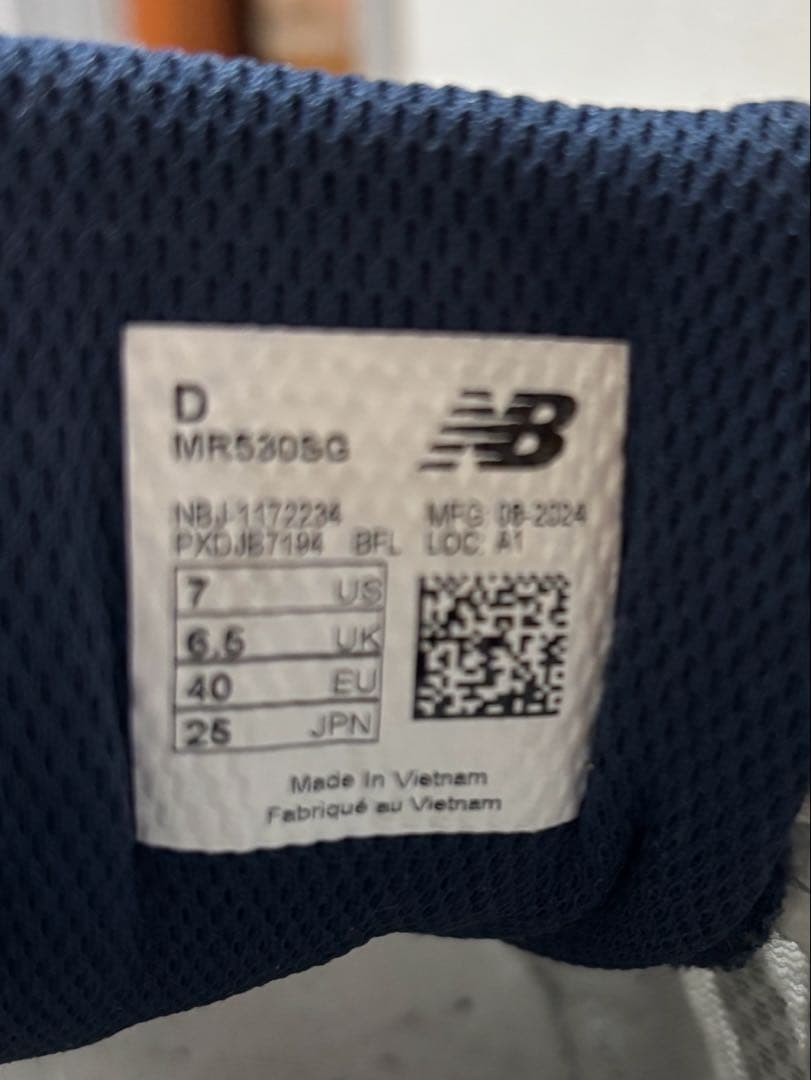 D
MR530SG
NB
NBJ-1172234 MFG: 08-2024
PXDJB7194 BFL LOC: A1
7 US
6.5 UK
40 EU
25 JPN
Made In Vietnam
Fabriqué au Vietnam